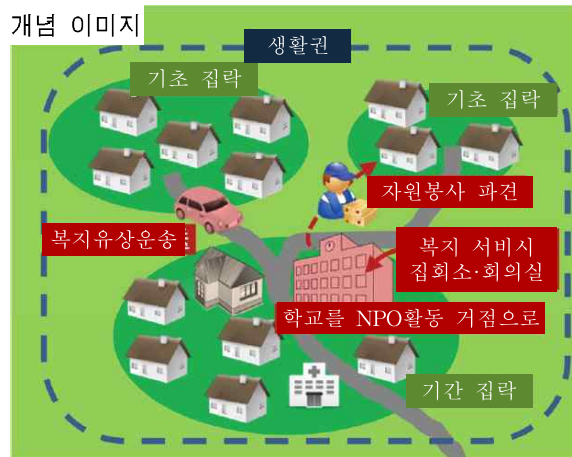 개념 이미지
생활권
기초 집락
기초 집락
자원봉사 파견
복지유상운송
복지 서비시
집회소·회의실
학교를 NPO활동 거점으로
기간 집락